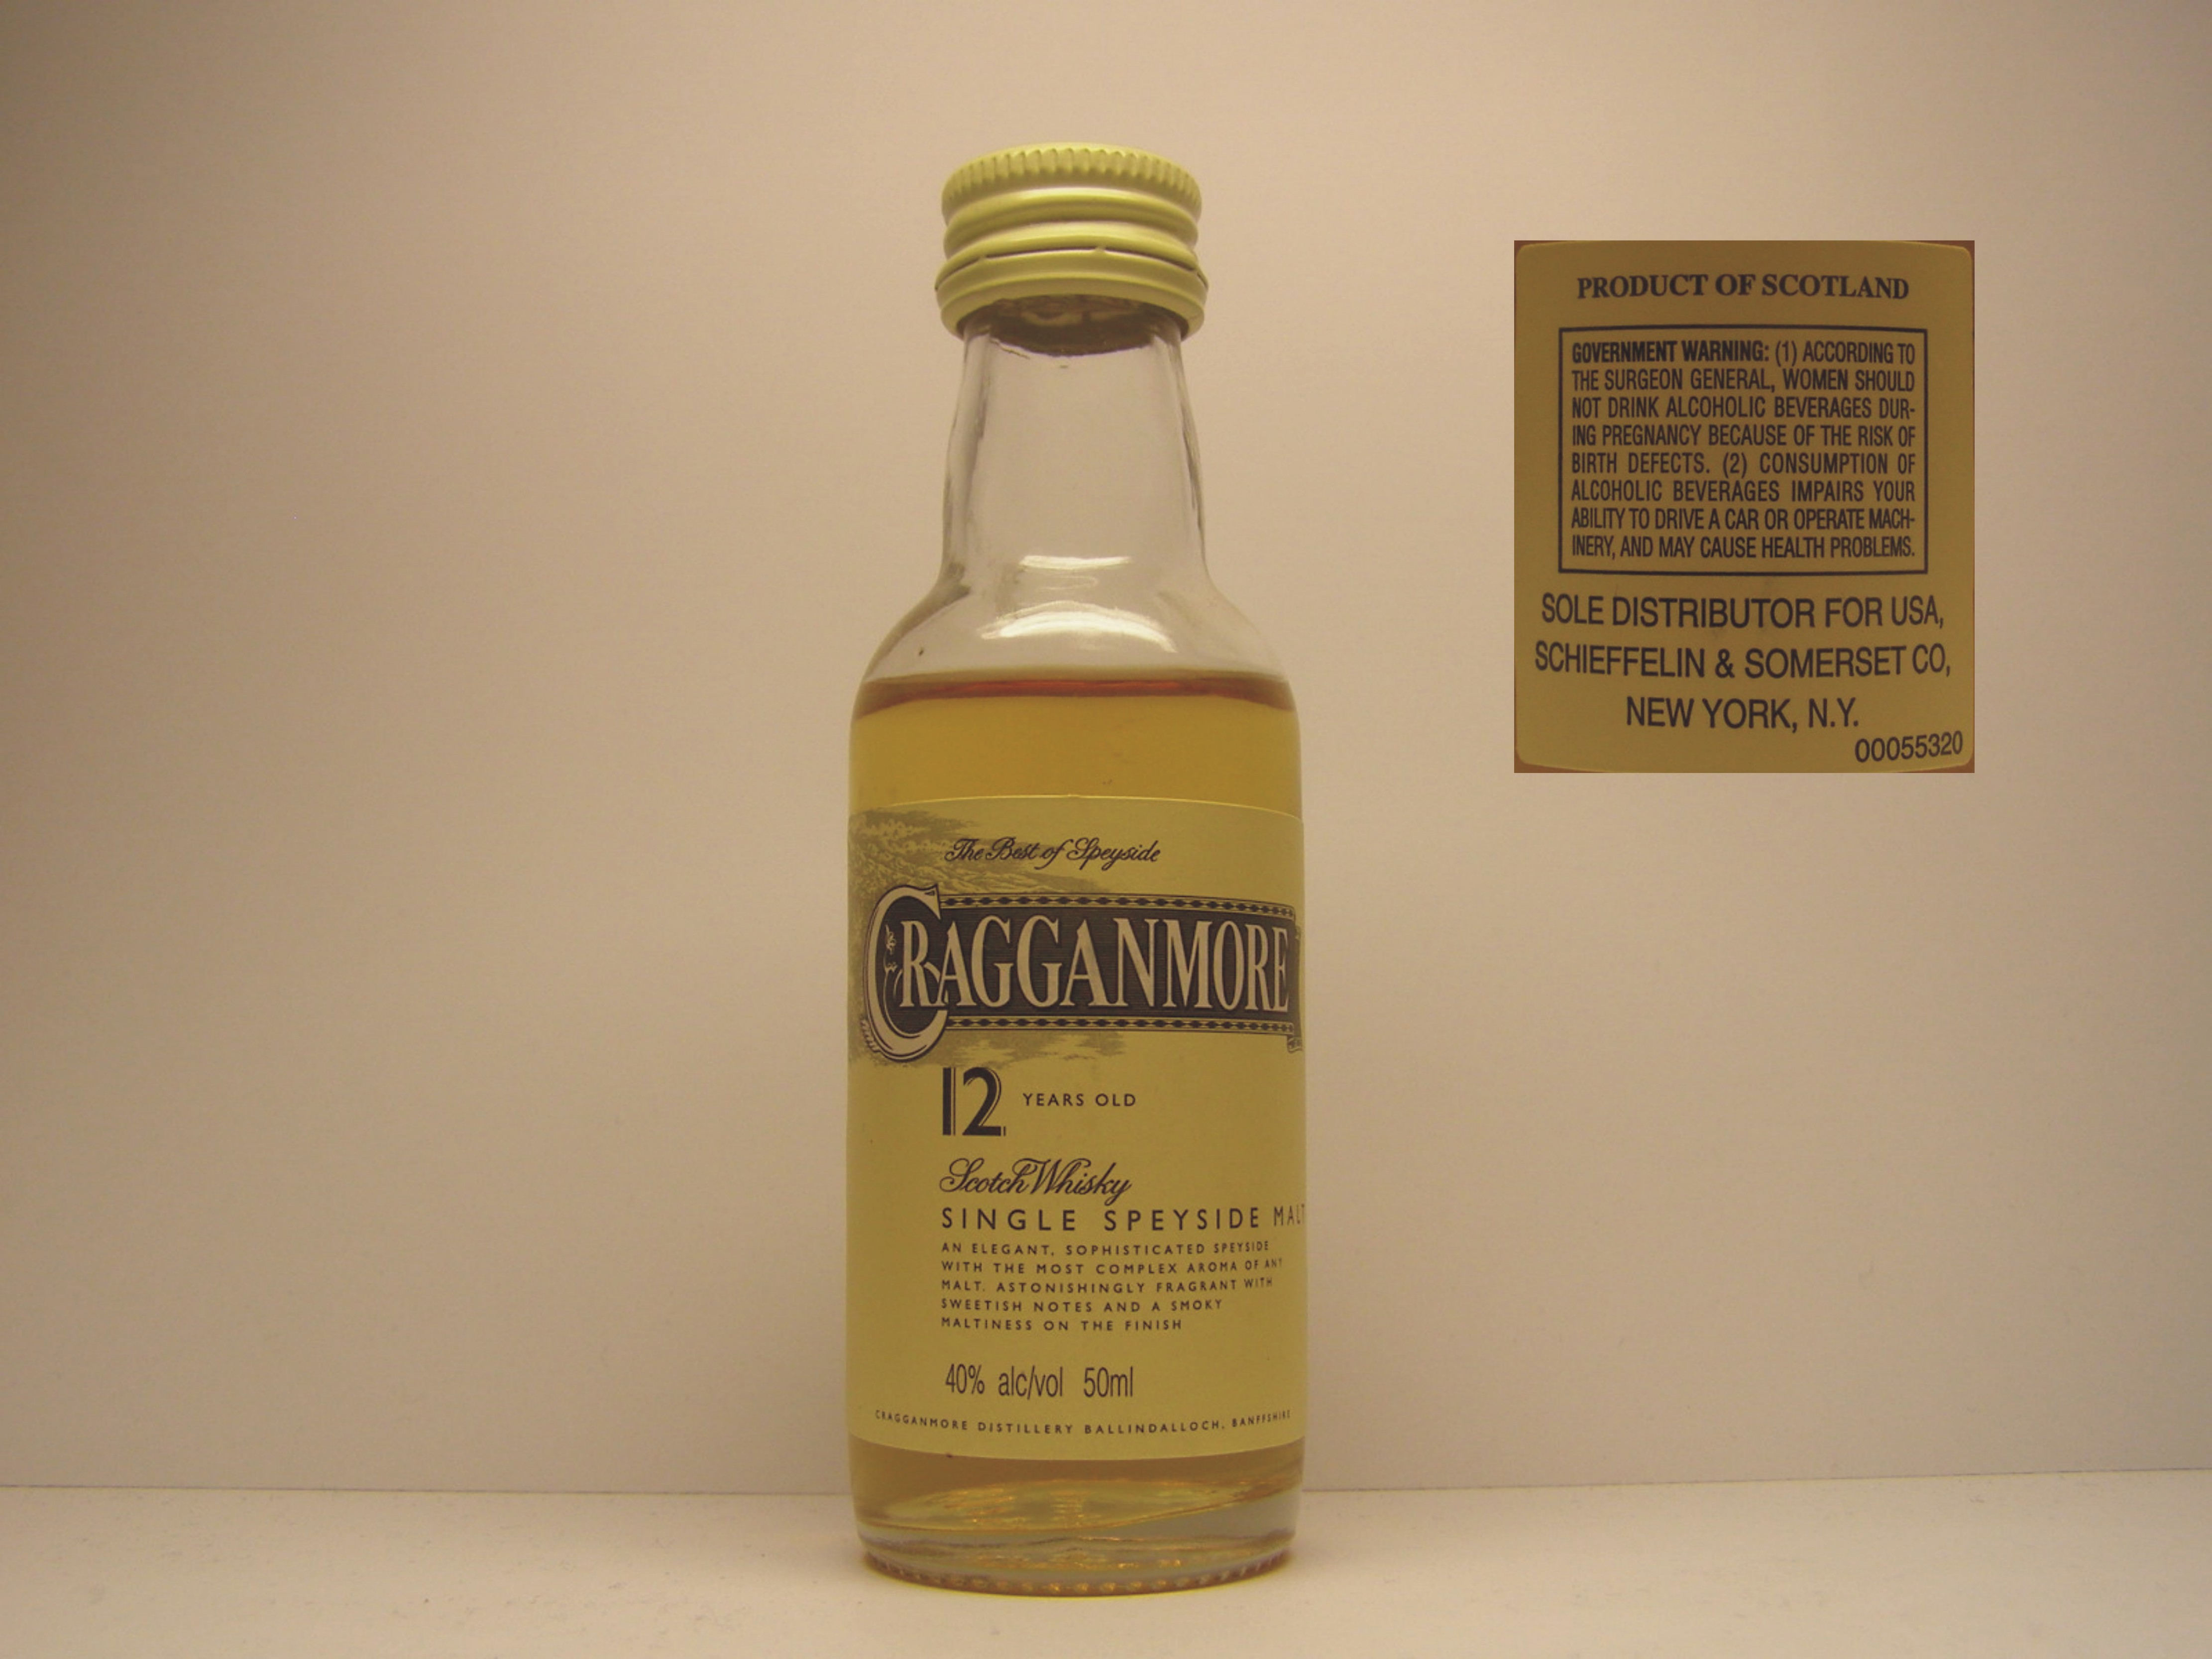 The Best of Speyside
CRAGGANMORE
12 YEARS OLD
Scotch Whisky
SINGLE SPEYSIDE MALT
AN ELEGANT, SOPHISTICATED SPEYSIDE
WITH THE MOST COMPLEX AROMA OF ANY
MALT. ASTONISHINGLY FRAGRANT WITH
SWEETISH NOTES AND A SMOKY
MALTINESS ON THE FINISH
40% alc/vol 50ml
CRAGGANMORE DISTILLERY BALLINDALLOCH, BANFFSHIRE
PRODUCT OF SCOTLAND
GOVERNMENT WARNING: (1) ACCORDING TO
THE SURGEON GENERAL, WOMEN SHOULD
NOT DRINK ALCOHOLIC BEVERAGES DUR-
ING PREGNANCY BECAUSE OF THE RISK OF
BIRTH DEFECTS. (2) CONSUMPTION OF
ALCOHOLIC BEVERAGES IMPAIRS YOUR
ABILITY TO DRIVE A CAR OR OPERATE MACH-
INERY, AND MAY CAUSE HEALTH PROBLEMS.
SOLE DISTRIBUTOR FOR USA,
SCHIEFFELIN & SOMERSET CO,
NEW YORK, N.Y.
00055320